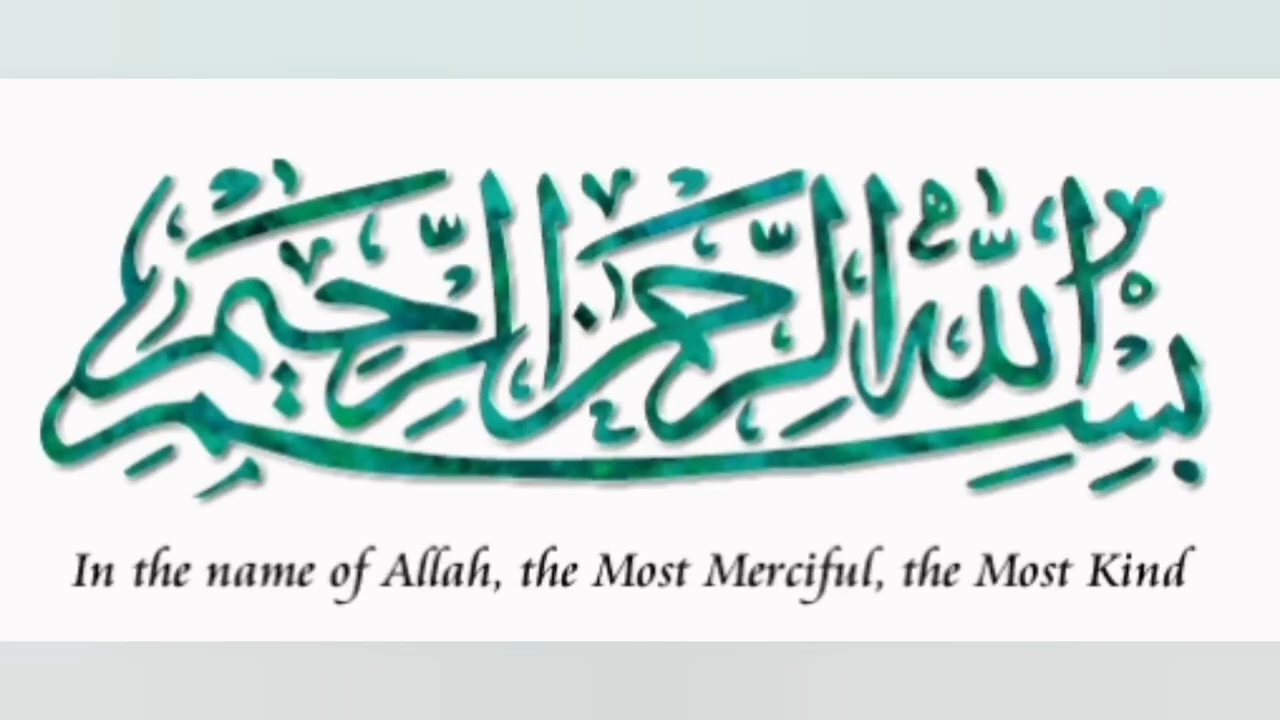 بِسْمِ اللَّهِ الرَّحْمَٰنِ الرَّحِيمِ
In the name of Allah, the Most Merciful, the Most Kind